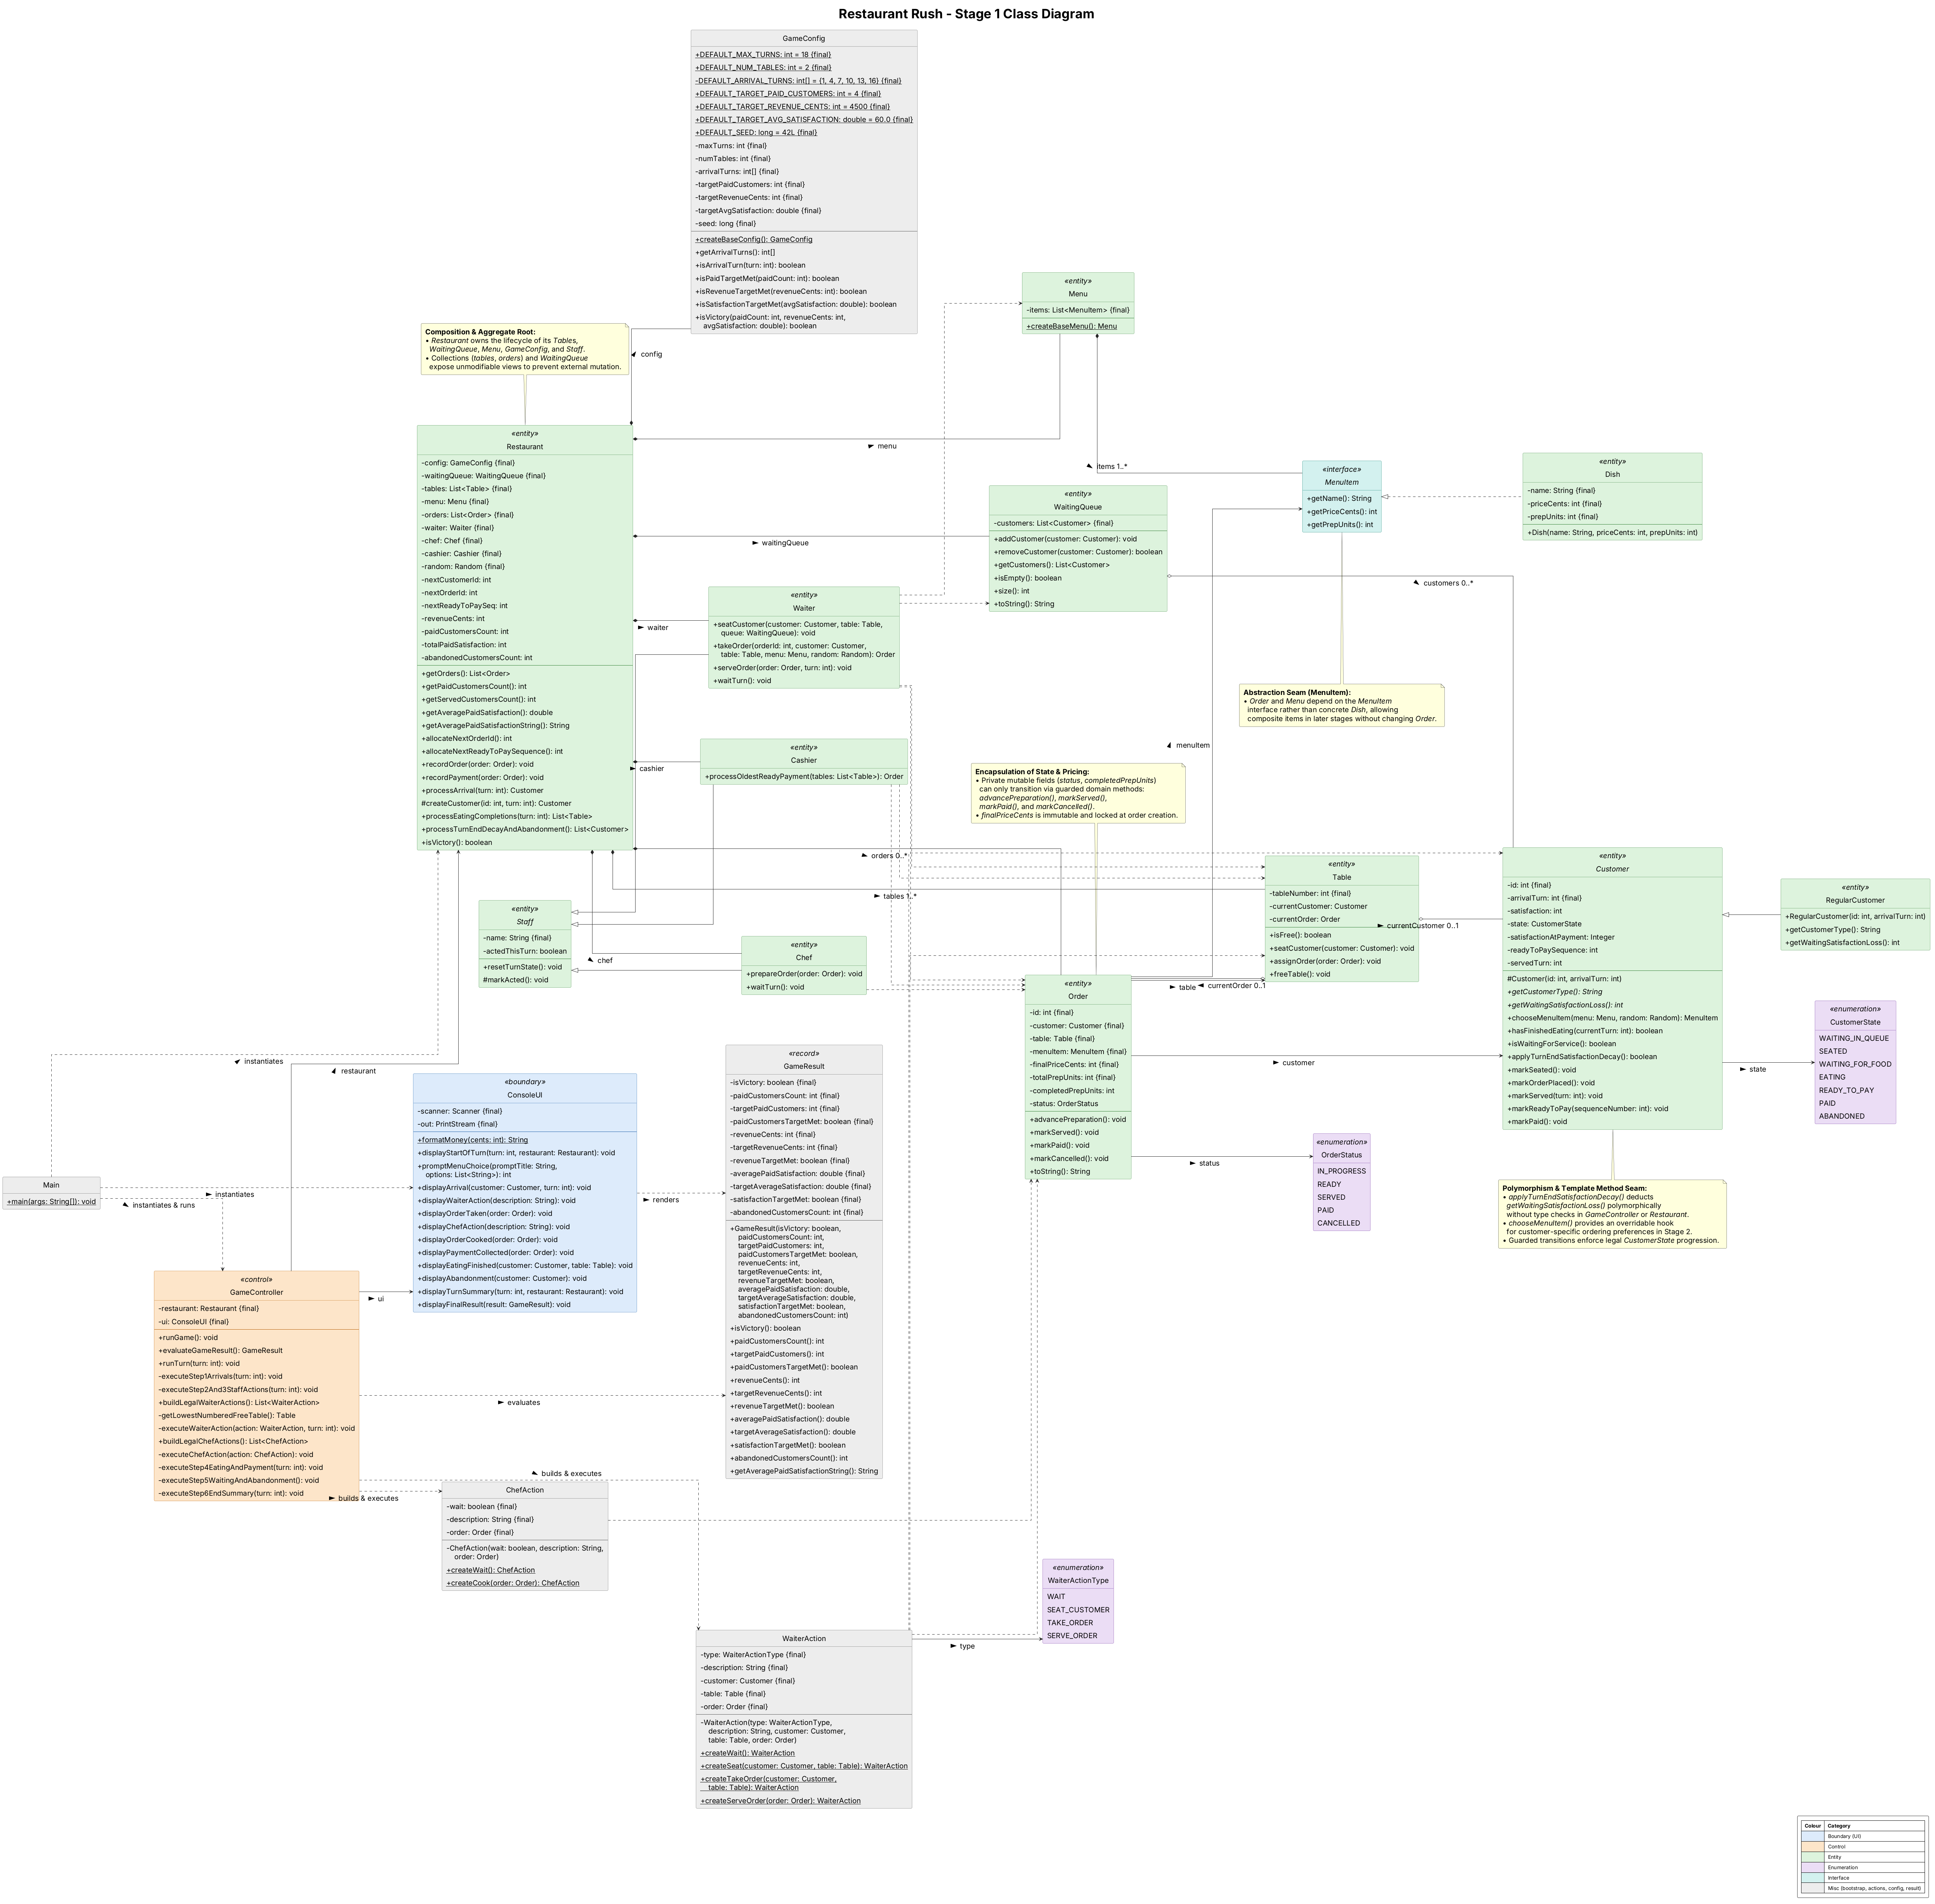 Restaurant Rush - Stage 1 Class Diagram
GameConfig
+DEFAULT_MAX_TURNS: int = 18 {final}
+DEFAULT_NUM_TABLES: int = 2 {final}
-DEFAULT_ARRIVAL_TURNS: int[] = {1, 4, 7, 10, 13, 16} {final}
+DEFAULT_TARGET_PAID_CUSTOMERS: int = 4 {final}
+DEFAULT_TARGET_REVENUE_CENTS: int = 4500 {final}
+DEFAULT_TARGET_AVG_SATISFACTION: double = 60.0 {final}
+DEFAULT_SEED: long = 42L {final}
-maxTurns: int {final}
-numTables: int {final}
-arrivalTurns: int[] {final}
-targetPaidCustomers: int {final}
-targetRevenueCents: int {final}
-targetAvgSatisfaction: double {final}
-seed: long {final}
+createBaseConfig(): GameConfig
+getArrivalTurns(): int[]
+isArrivalTurn(turn: int): boolean
+isPaidTargetMet(paidCount: int): boolean
+isRevenueTargetMet(revenueCents: int): boolean
+isSatisfactionTargetMet(avgSatisfaction: double): boolean
+isVictory(paidCount: int, revenueCents: int,
avgSatisfaction: double): boolean
«entity»
Menu
-items: List<MenuItem> {final}
+createBaseMenu(): Menu
Composition & Aggregate Root:
• Restaurant owns the lifecycle of its Tables,
WaitingQueue, Menu, GameConfig, and Staff.
• Collections (tables, orders) and WaitingQueue
expose unmodifiable views to prevent external mutation.
config
menu
items 1..*
«entity»
Restaurant
-config: GameConfig {final}
-waitingQueue: WaitingQueue {final}
-tables: List<Table> {final}
-menu: Menu {final}
-orders: List<Order> {final}
-waiter: Waiter {final}
-chef: Chef {final}
-cashier: Cashier {final}
-random: Random {final}
-nextCustomerId: int
-nextOrderId: int
-nextReadyToPaySeq: int
-revenueCents: int
-paidCustomersCount: int
-totalPaidSatisfaction: int
-abandonedCustomersCount: int
+getOrders(): List<Order>
+getPaidCustomersCount(): int
+getServedCustomersCount(): int
+getAveragePaidSatisfaction(): double
+getAveragePaidSatisfactionString(): String
+allocateNextOrderId(): int
+allocateNextReadyToPaySequence(): int
+recordOrder(order: Order): void
+recordPayment(order: Order): void
+processArrival(turn: int): Customer
#createCustomer(id: int, turn: int): Customer
+processEatingCompletions(turn: int): List<Table>
+processTurnEndDecayAndAbandonment(): List<Customer>
+isVictory(): boolean
«interface»
MenuItem
+getName(): String
+getPriceCents(): int
+getPrepUnits(): int
«entity»
Dish
-name: String {final}
-priceCents: int {final}
-prepUnits: int {final}
+Dish(name: String, priceCents: int, prepUnits: int)
«entity»
WaitingQueue
-customers: List<Customer> {final}
+addCustomer(customer: Customer): void
+removeCustomer(customer: Customer): boolean
+getCustomers(): List<Customer>
+isEmpty(): boolean
+size(): int
+toString(): String
waitingQueue
customers 0..*
«entity»
Waiter
+seatCustomer(customer: Customer, table: Table,
queue: WaitingQueue): void
+takeOrder(orderId: int, customer: Customer,
table: Table, menu: Menu, random: Random): Order
+serveOrder(order: Order, turn: int): void
+waitTurn(): void
waiter
Abstraction Seam (MenuItem):
• Order and Menu depend on the MenuItem
interface rather than concrete Dish, allowing
composite items in later stages without changing Order.
menuItem
«entity»
Cashier
+processOldestReadyPayment(tables: List<Table>): Order
cashier
Encapsulation of State & Pricing:
• Private mutable fields (status, completedPrepUnits)
can only transition via guarded domain methods:
advancePreparation(), markServed(),
markPaid(), and markCancelled().
• finalPriceCents is immutable and locked at order creation.
orders 0..*
tables 1..*
«entity»
Table
-tableNumber: int {final}
-currentCustomer: Customer
-currentOrder: Order
+isFree(): boolean
+seatCustomer(customer: Customer): void
+assignOrder(order: Order): void
+freeTable(): void
currentCustomer 0..1
«entity»
Customer
-id: int {final}
-arrivalTurn: int {final}
-satisfaction: int
-state: CustomerState
-satisfactionAtPayment: Integer
-readyToPaySequence: int
-servedTurn: int
#Customer(id: int, arrivalTurn: int)
+getCustomerType(): String
+getWaitingSatisfactionLoss(): int
+chooseMenuItem(menu: Menu, random: Random): MenuItem
+hasFinishedEating(currentTurn: int): boolean
+isWaitingForService(): boolean
+applyTurnEndSatisfactionDecay(): boolean
+markSeated(): void
+markOrderPlaced(): void
+markServed(turn: int): void
+markReadyToPay(sequenceNumber: int): void
+markPaid(): void
«entity»
RegularCustomer
+RegularCustomer(id: int, arrivalTurn: int)
+getCustomerType(): String
+getWaitingSatisfactionLoss(): int
«entity»
Staff
-name: String {final}
-actedThisTurn: boolean
+resetTurnState(): void
#markActed(): void
chef
«entity»
Chef
+prepareOrder(order: Order): void
+waitTurn(): void
table
currentOrder 0..1
«entity»
Order
-id: int {final}
-customer: Customer {final}
-table: Table {final}
-menuItem: MenuItem {final}
-finalPriceCents: int {final}
-totalPrepUnits: int {final}
-completedPrepUnits: int
-status: OrderStatus
+advancePreparation(): void
+markServed(): void
+markPaid(): void
+markCancelled(): void
+toString(): String
customer
state
status
«enumeration»
CustomerState
WAITING_IN_QUEUE
SEATED
WAITING_FOR_FOOD
EATING
READY_TO_PAY
PAID
ABANDONED
«enumeration»
OrderStatus
IN_PROGRESS
READY
SERVED
PAID
CANCELLED
Polymorphism & Template Method Seam:
• applyTurnEndSatisfactionDecay() deducts
getWaitingSatisfactionLoss() polymorphically
without type checks in GameController or Restaurant.
• chooseMenuItem() provides an overridable hook
for customer-specific ordering preferences in Stage 2.
• Guarded transitions enforce legal CustomerState progression.
instantiates
restaurant
«boundary»
ConsoleUI
-scanner: Scanner {final}
-out: PrintStream {final}
+formatMoney(cents: int): String
+displayStartOfTurn(turn: int, restaurant: Restaurant): void
+promptMenuChoice(promptTitle: String,
options: List<String>): int
+displayArrival(customer: Customer, turn: int): void
+displayWaiterAction(description: String): void
+displayOrderTaken(order: Order): void
+displayChefAction(description: String): void
+displayOrderCooked(order: Order): void
+displayPaymentCollected(order: Order): void
+displayEatingFinished(customer: Customer, table: Table): void
+displayAbandonment(customer: Customer): void
+displayTurnSummary(turn: int, restaurant: Restaurant): void
+displayFinalResult(result: GameResult): void
renders
«record»
GameResult
-isVictory: boolean {final}
-paidCustomersCount: int {final}
-targetPaidCustomers: int {final}
-paidCustomersTargetMet: boolean {final}
-revenueCents: int {final}
-targetRevenueCents: int {final}
-revenueTargetMet: boolean {final}
-averagePaidSatisfaction: double {final}
-targetAverageSatisfaction: double {final}
-satisfactionTargetMet: boolean {final}
-abandonedCustomersCount: int {final}
+GameResult(isVictory: boolean,
paidCustomersCount: int,
targetPaidCustomers: int,
paidCustomersTargetMet: boolean,
revenueCents: int,
targetRevenueCents: int,
revenueTargetMet: boolean,
averagePaidSatisfaction: double,
targetAverageSatisfaction: double,
satisfactionTargetMet: boolean,
abandonedCustomersCount: int)
+isVictory(): boolean
+paidCustomersCount(): int
+targetPaidCustomers(): int
+paidCustomersTargetMet(): boolean
+revenueCents(): int
+targetRevenueCents(): int
+revenueTargetMet(): boolean
+averagePaidSatisfaction(): double
+targetAverageSatisfaction(): double
+satisfactionTargetMet(): boolean
+abandonedCustomersCount(): int
+getAveragePaidSatisfactionString(): String
Main
+main(args: String[]): void
instantiates
instantiates & runs
«control»
GameController
-restaurant: Restaurant {final}
-ui: ConsoleUI {final}
+runGame(): void
+evaluateGameResult(): GameResult
+runTurn(turn: int): void
-executeStep1Arrivals(turn: int): void
-executeStep2And3StaffActions(turn: int): void
+buildLegalWaiterActions(): List<WaiterAction>
-getLowestNumberedFreeTable(): Table
-executeWaiterAction(action: WaiterAction, turn: int): void
+buildLegalChefActions(): List<ChefAction>
-executeChefAction(action: ChefAction): void
-executeStep4EatingAndPayment(turn: int): void
-executeStep5WaitingAndAbandonment(): void
-executeStep6EndSummary(turn: int): void
ui
evaluates
builds & executes
builds & executes
ChefAction
-wait: boolean {final}
-description: String {final}
-order: Order {final}
-ChefAction(wait: boolean, description: String,
order: Order)
+createWait(): ChefAction
+createCook(order: Order): ChefAction
«enumeration»
WaiterActionType
WAIT
SEAT_CUSTOMER
TAKE_ORDER
SERVE_ORDER
type
WaiterAction
-type: WaiterActionType {final}
-description: String {final}
-customer: Customer {final}
-table: Table {final}
-order: Order {final}
-WaiterAction(type: WaiterActionType,
description: String, customer: Customer,
table: Table, order: Order)
+createWait(): WaiterAction
+createSeat(customer: Customer, table: Table): WaiterAction
+createTakeOrder(customer: Customer,
table: Table): WaiterAction
+createServeOrder(order: Order): WaiterAction
Colour Category
Boundary (UI)
Control
Entity
Enumeration
Interface
Misc (bootstrap, actions, config, result)